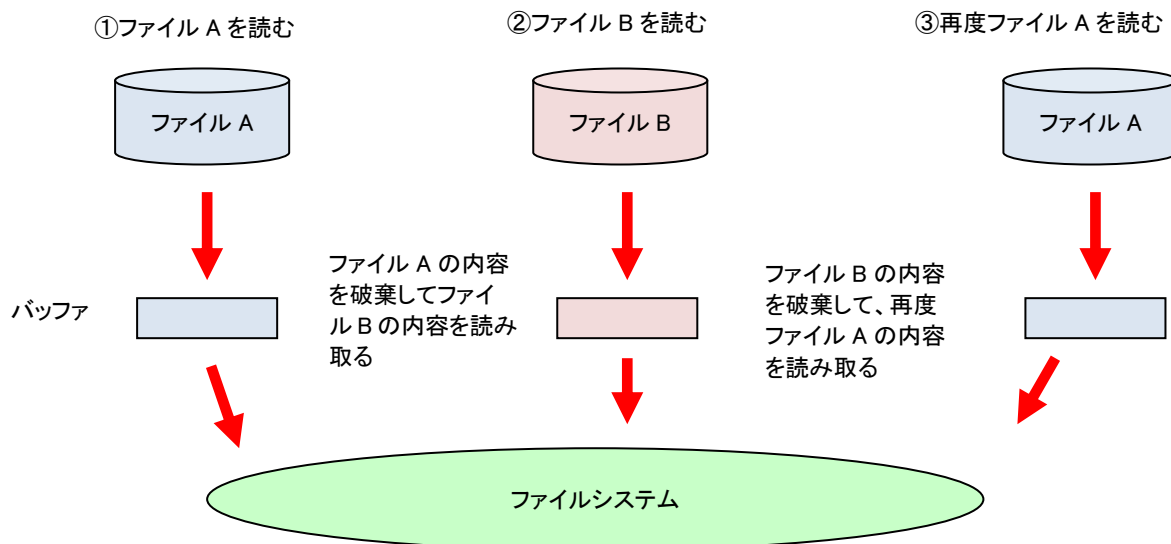 ①ファイル A を読む
②ファイル B を読む
③再度ファイル A を読む
ファイル A
ファイル B
ファイル A
バッファ
ファイル A の内容
を破棄してファイ
ル B の内容を読み
取る
ファイル B の内容
を破棄して、再度
ファイル A の内容
を読み取る
ファイルシステム